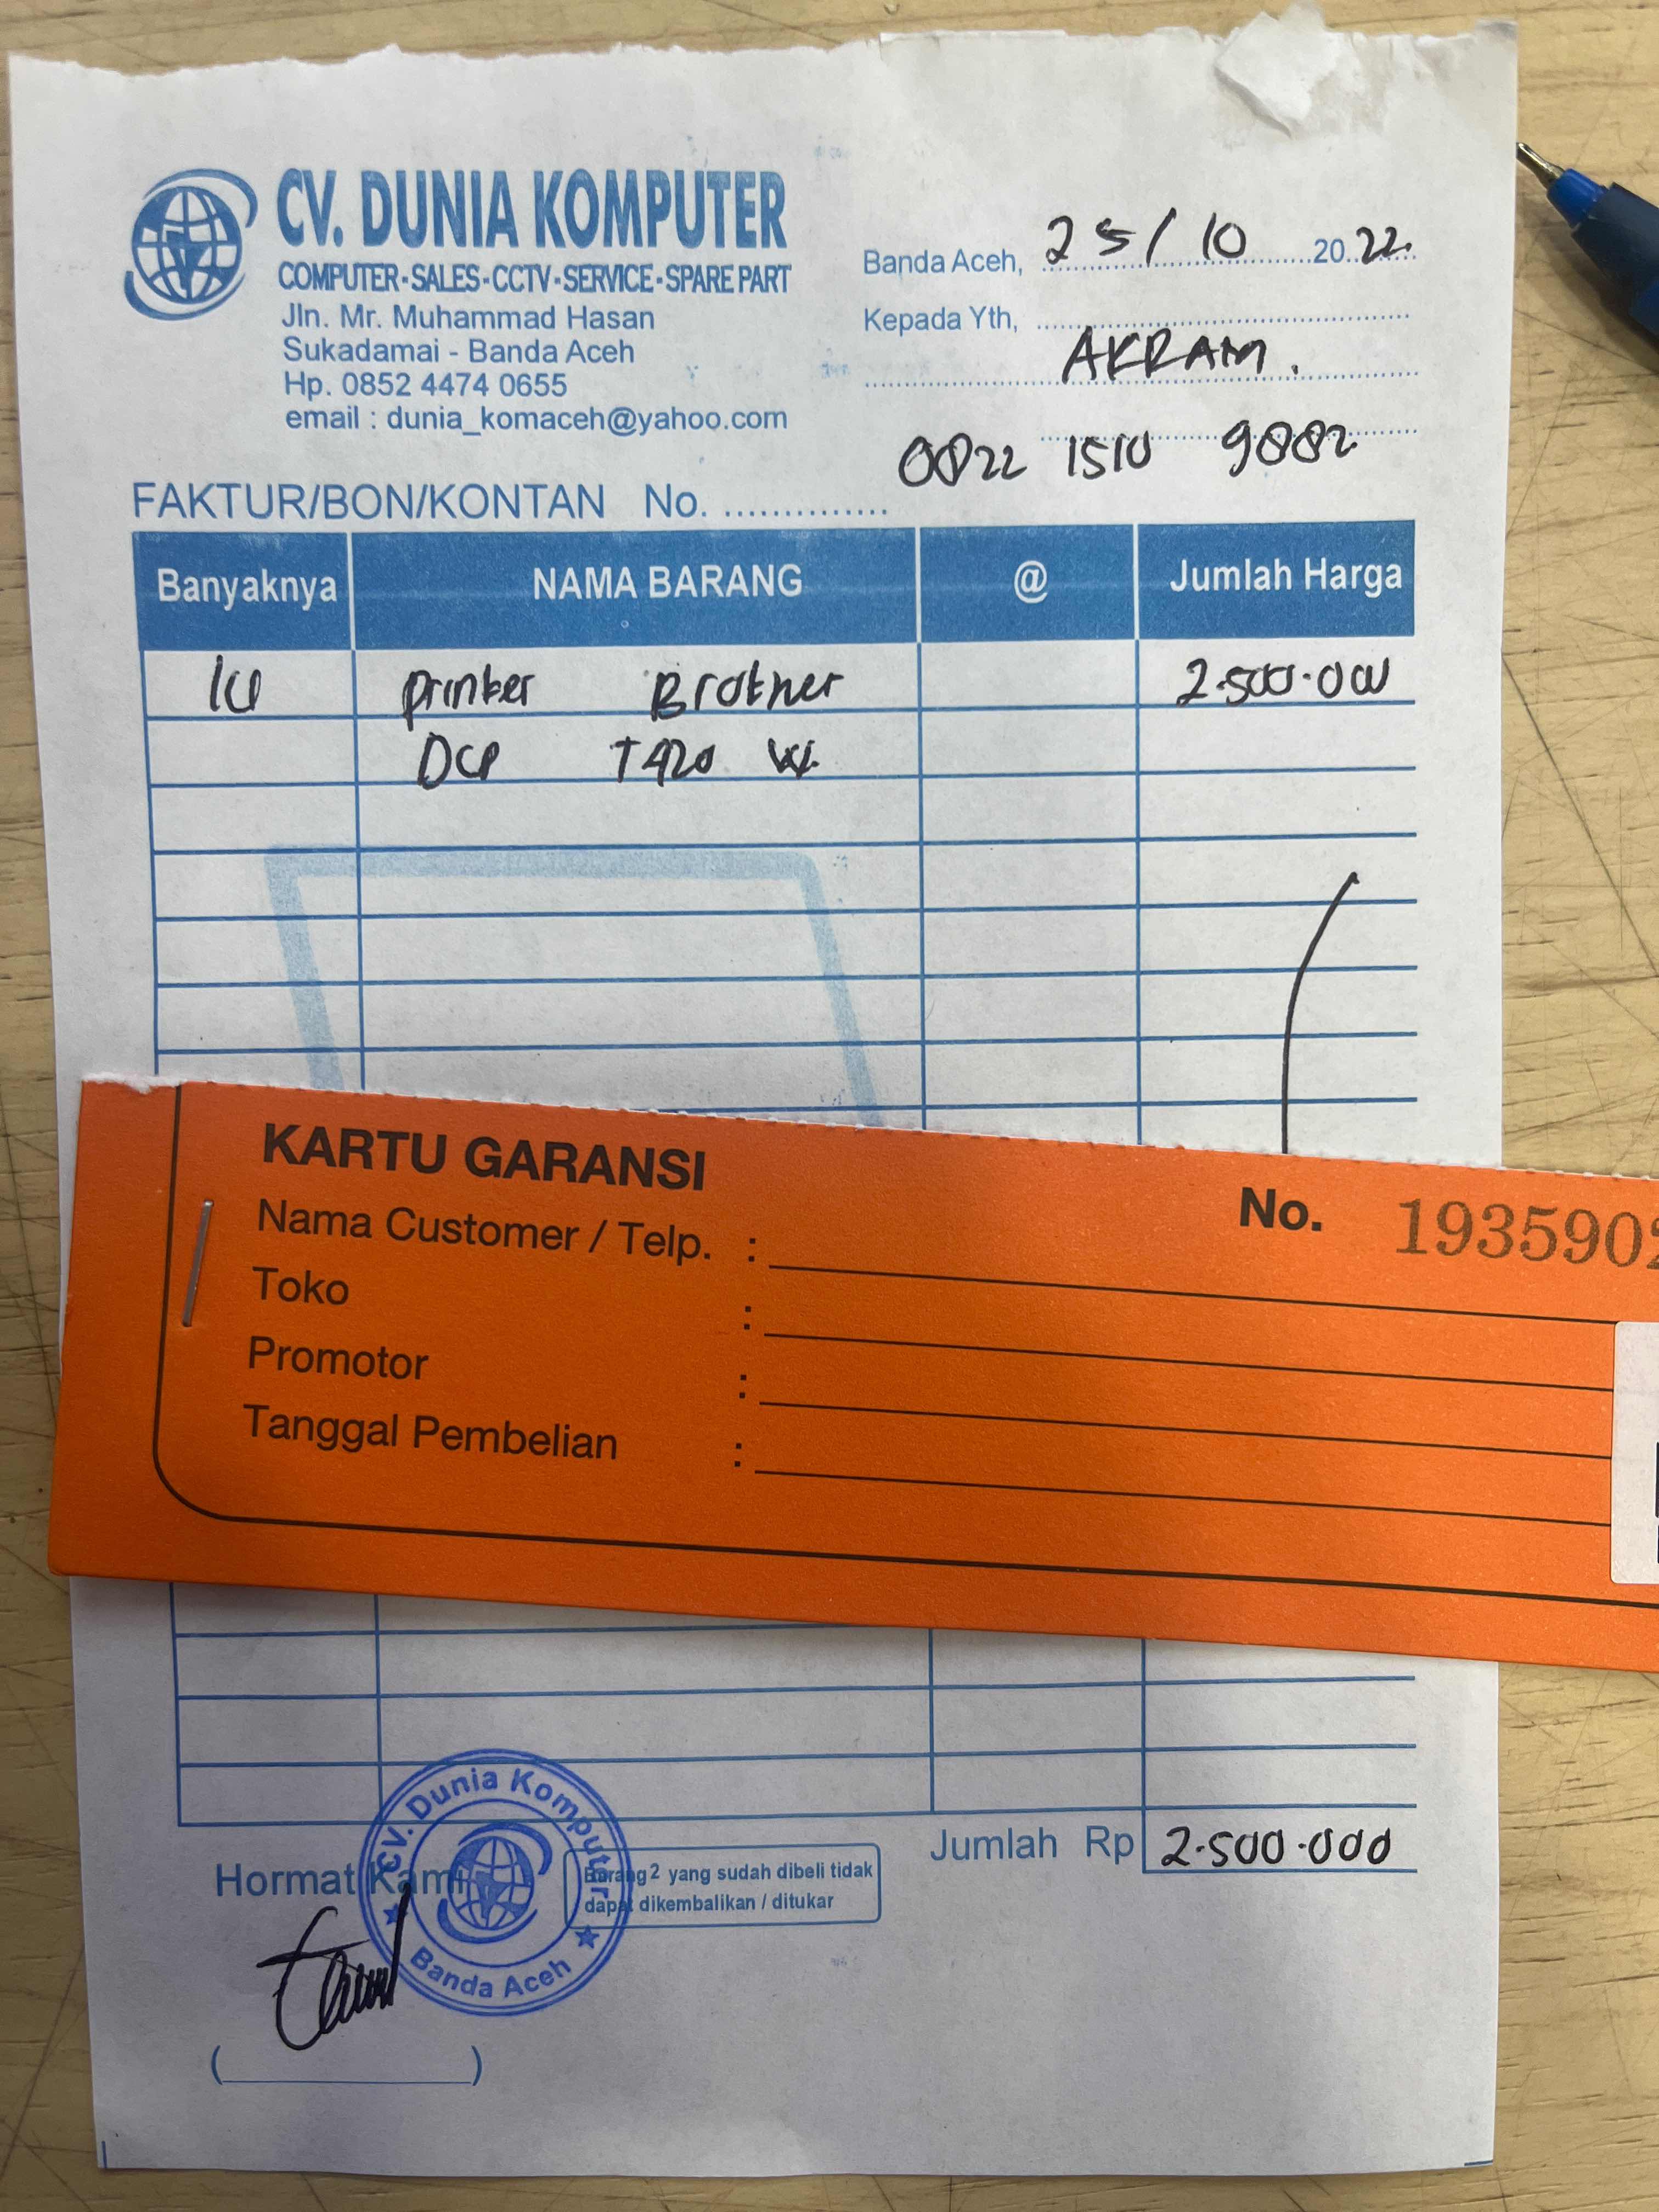 CV. DUNIA KOMPUTER
COMPUTER - SALES - CCTV - SERVICE - SPARE PART
Jln. Mr. Muhammad Hasan
Sukadamai - Banda Aceh
Hp. 0852 4474 0655
email : dunia_komaceh@yahoo.com
Banda Aceh, 25/10 2022.
Kepada Yth,
AKRAM.
0822 1510 9882
FAKTUR/BON/KONTAN No. ..............
Banyaknya NAMA BARANG @ Jumlah Harga
1U Printer Brother 2.500.000
DCP T420 W.
KARTU GARANSI
No. 1935902
Nama Customer / Telp. :
Toko :
Promotor :
Tanggal Pembelian :
Jumlah Rp 2.500.000
Hormat Kami
CV. Dunia Komputer
Banda Aceh
Barang2 yang sudah dibeli tidak
dapat dikembalikan / ditukar